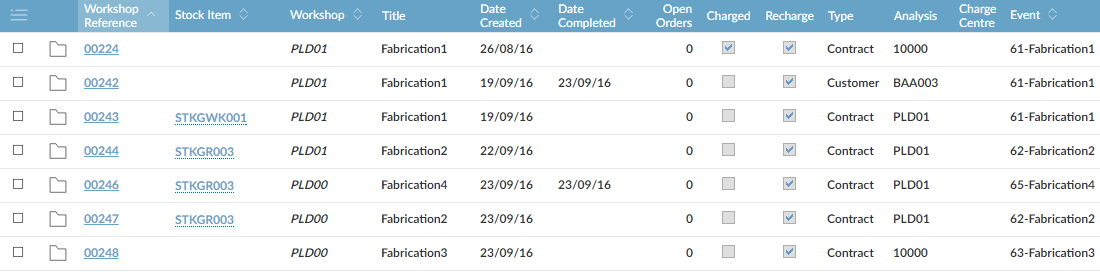 Workshop Reference Stock Item Workshop Title Date Created Date Completed Open Orders Charged Recharge Type Analysis Charge Centre Event
00224 PLD01 Fabrication1 26/08/16 0 Contract 10000 61-Fabrication1
00242 PLD01 Fabrication1 19/09/16 23/09/16 0 Customer BAA003 61-Fabrication1
00243 STKGWK001 PLD01 Fabrication1 19/09/16 0 Contract PLD01 61-Fabrication1
00244 STKGR003 PLD01 Fabrication2 22/09/16 0 Contract PLD01 62-Fabrication2
00246 STKGR003 PLD00 Fabrication4 23/09/16 23/09/16 0 Contract PLD01 65-Fabrication4
00247 STKGR003 PLD00 Fabrication2 23/09/16 0 Contract PLD01 62-Fabrication2
00248 PLD00 Fabrication3 23/09/16 0 Contract 10000 63-Fabrication3